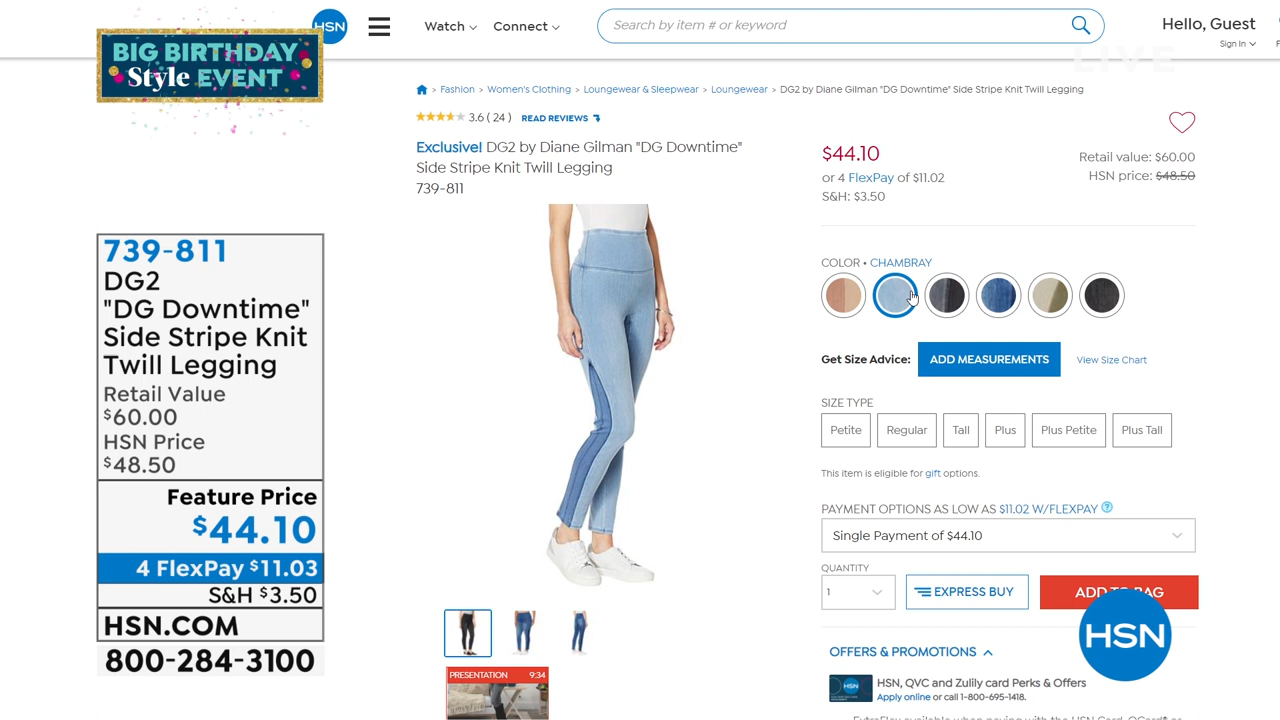 HSN
Watch
Connect
Search by item # or keyword
Hello, Guest
Sign In
LIVE
BIG BIRTHDAY
Style EVENT
> Fashion > Women's Clothing > Loungewear & Sleepwear > Loungewear > DG2 by Diane Gilman "DG Downtime" Side Stripe Knit Twill Legging
3.6 ( 24 ) READ REVIEWS
Exclusive! DG2 by Diane Gilman "DG Downtime"
Side Stripe Knit Twill Legging
739-811
$44.10
Retail value: $60.00
or 4 FlexPay of $11.02
HSN price: $48.50
S&H: $3.50
739-811
DG2
"DG Downtime"
Side Stripe Knit
Twill Legging
Retail Value
$60.00
HSN Price
$48.50
Feature Price
$44.10
4 FlexPay $11.03
S&H $3.50
HSN.COM
800-284-3100
COLOR • CHAMBRAY
Get Size Advice: ADD MEASUREMENTS View Size Chart
SIZE TYPE
Petite Regular Tall Plus Plus Petite Plus Tall
This item is eligible for gift options.
PAYMENT OPTIONS AS LOW AS $11.02 W/FLEXPAY ?
Single Payment of $44.10
QUANTITY
1
EXPRESS BUY
ADD TO BAG
HSN
OFFERS & PROMOTIONS
HSN, QVC and Zulily card Perks & Offers
Apply online or call 1-800-695-1418.
PRESENTATION 9:34